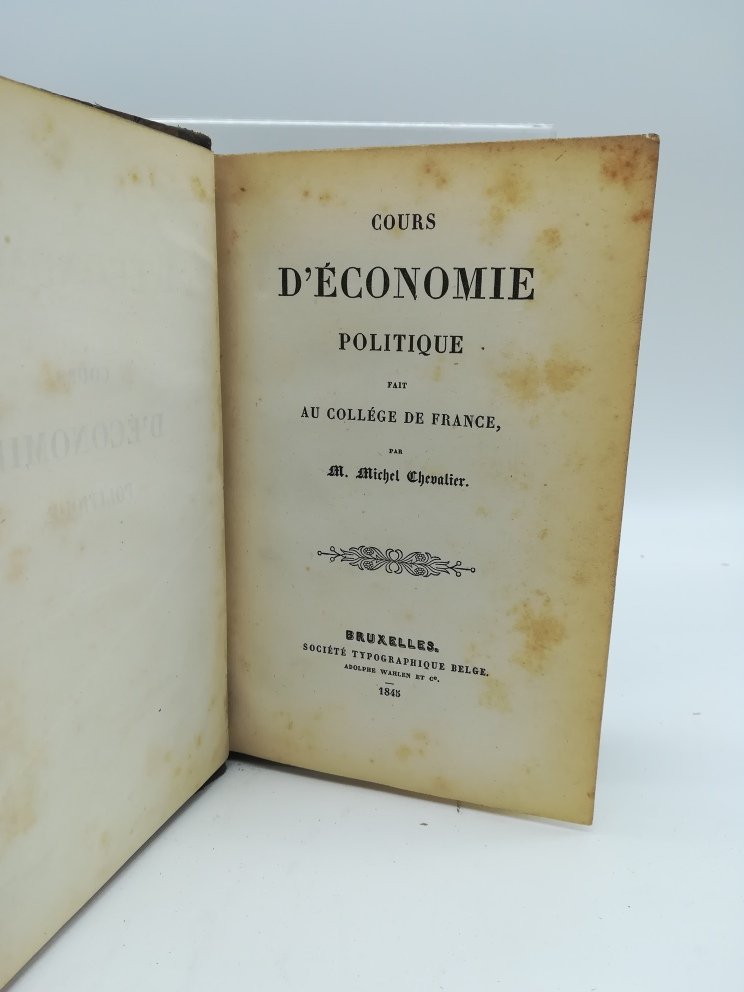 COURS
D'ÉCONOMIE
POLITIQUE
FAIT
AU COLLÉGE DE FRANCE,
PAR
M. Michel Chevalier.
BRUXELLES.
SOCIÉTÉ TYPOGRAPHIQUE BELGE.
ADOLPHE WAHLEN ET Cᵉ.
1845